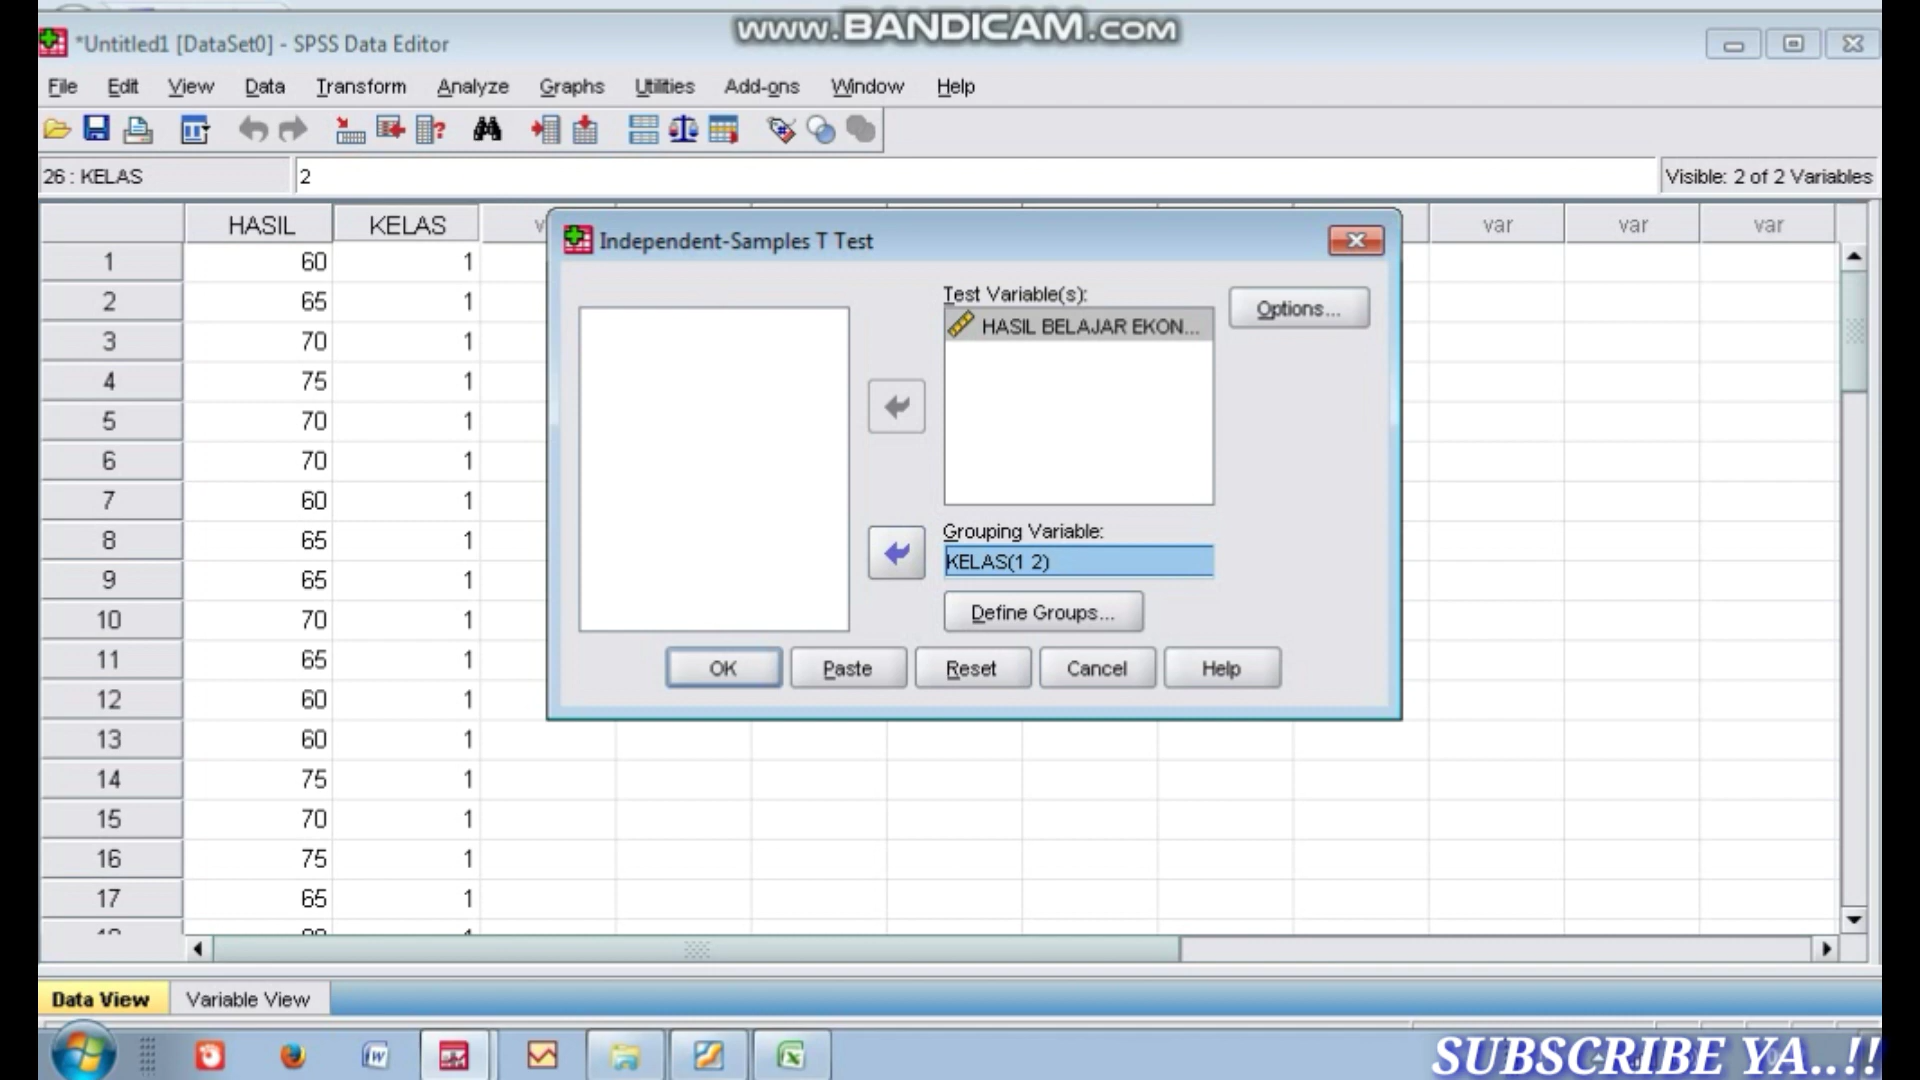 www.BANDICAM.com
*Untitled1 [DataSet0] - SPSS Data Editor
File Edit View Data Transform Analyze Graphs Utilities Add-ons Window Help
26 : KELAS 2 Visible: 2 of 2 Variables
HASIL KELAS var var var
Independent-Samples T Test
Test Variable(s):
HASIL BELAJAR EKON...
Options...
Grouping Variable:
KELAS(1 2)
Define Groups...
OK Paste Reset Cancel Help
1 60 1
2 65 1
3 70 1
4 75 1
5 70 1
6 70 1
7 60 1
8 65 1
9 65 1
10 70 1
11 65 1
12 60 1
13 60 1
14 75 1
15 70 1
16 75 1
17 65 1
Data View Variable View
SUBSCRIBE YA..!!